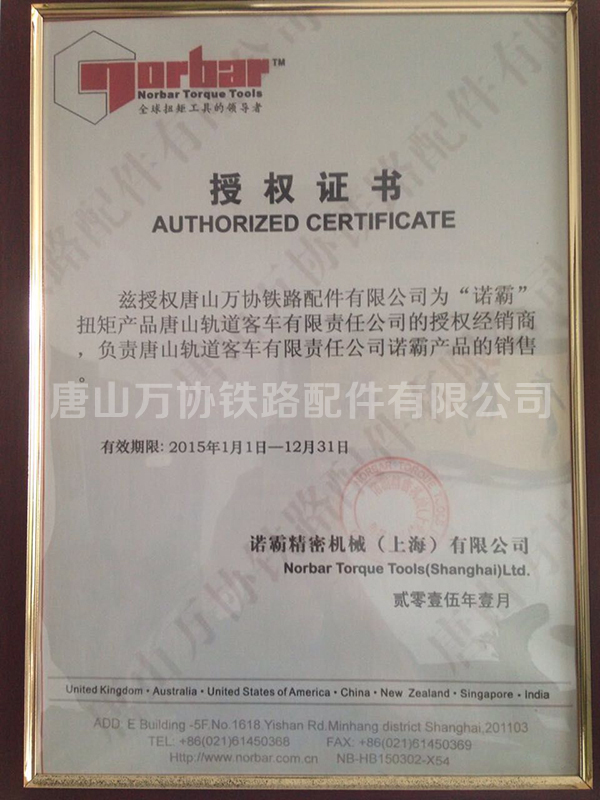 norbar™
Norbar Torque Tools
全球扭矩工具的领导者
授权证书
AUTHORIZED CERTIFICATE
兹授权唐山万协铁路配件有限公司为“诺霸”
扭矩产品唐山轨道客车有限责任公司的授权经销商
，负责唐山轨道客车有限责任公司诺霸产品的销售
。
唐山万协铁路配件有限公司
有效期限: 2015年1月1日—12月31日
诺霸精密机械（上海）有限公司
Norbar Torque Tools(Shanghai)Ltd.
贰零壹伍年壹月
United Kingdom · Australia · United States of America · China · New Zealand · Singapore · India
ADD E Building -5F.No.1618 Yishan Rd.Minhang district Shanghai,201103
TEL: +86(021)61450368 FAX: +86(021)61450369
Http://www.norbar.com.cn NB-HB150302-X54